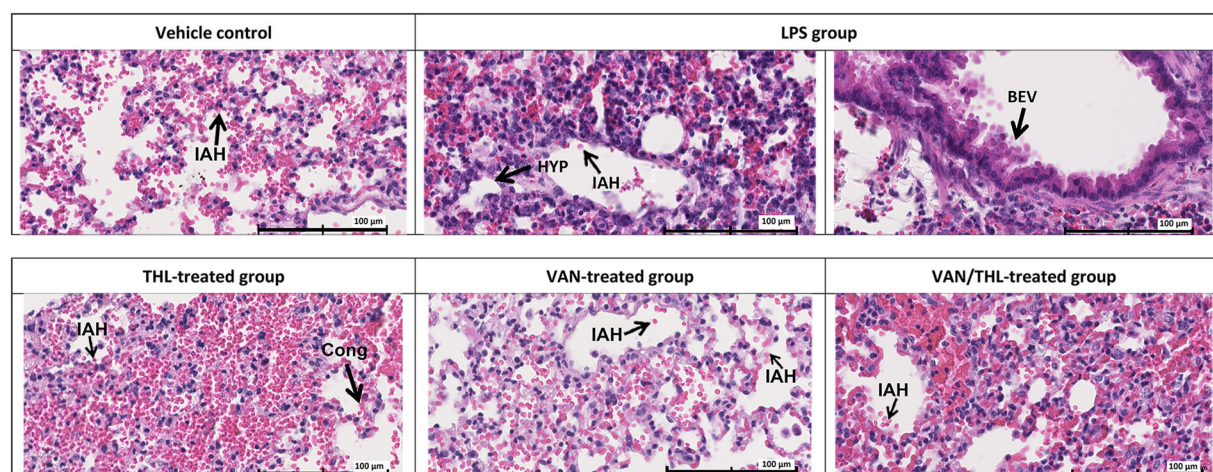 Vehicle control
LPS group
IAH
100 µm
HYP
IAH
100 µm
BEV
100 µm
THL-treated group
VAN-treated group
VAN/THL-treated group
IAH
Cong
100 µm
IAH
IAH
100 µm
IAH
100 µm